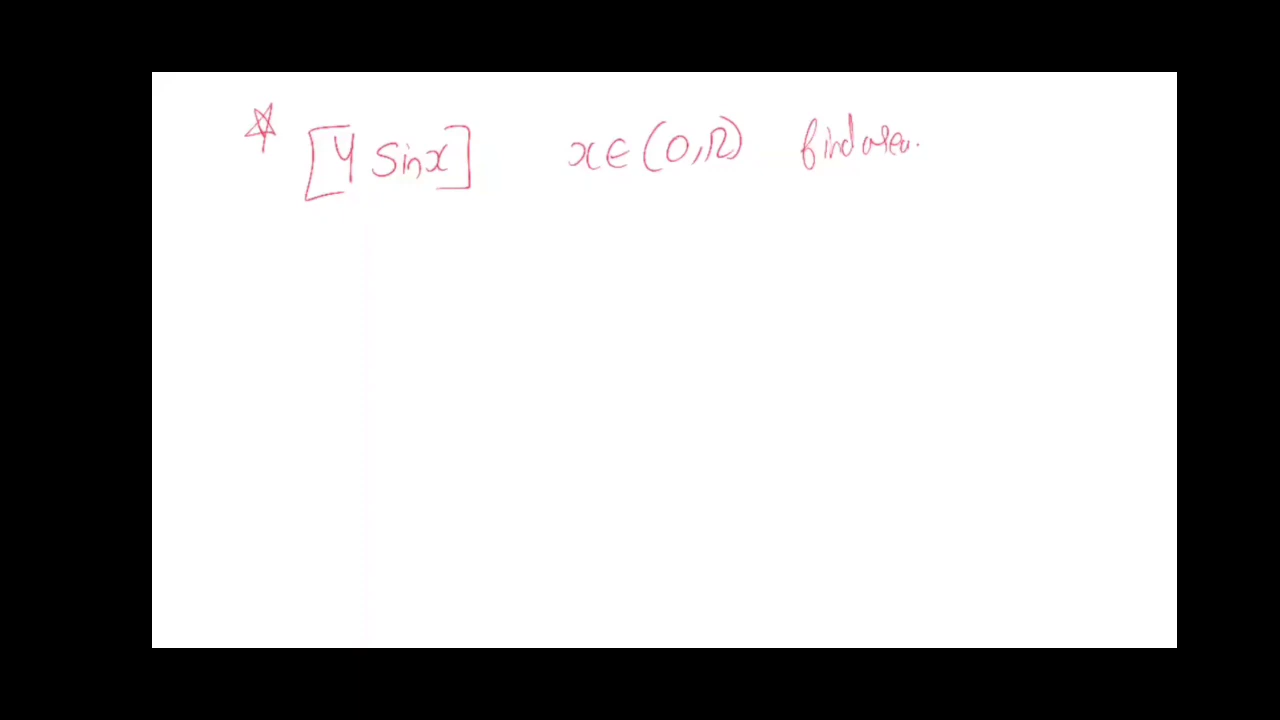 [4 Sinx] x∈(0,π) find area.